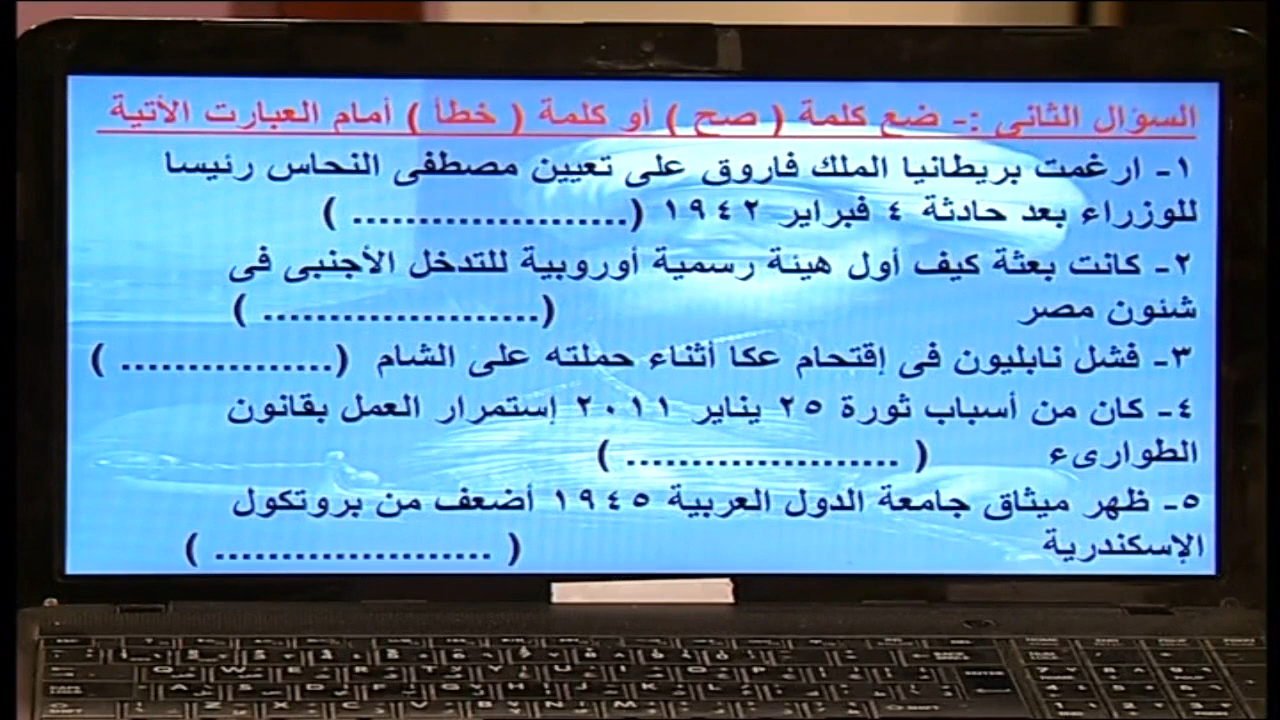 السؤال الثانى :- ضع كلمة ( صح ) أو كلمة ( خطأ ) أمام العبارت الأتية
١- ارغمت بريطانيا الملك فاروق على تعيين مصطفى النحاس رئيسا
للوزراء بعد حادثة ٤ فبراير ١٩٤٢ (..................... )
٢- كانت بعثة كيف أول هيئة رسمية أوروبية للتدخل الأجنبى فى
شئون مصر (..................... )
٣- فشل نابليون فى إقتحام عكا أثناء حملته على الشام (................ )
٤- كان من أسباب ثورة ٢٥ يناير ٢٠١١ إستمرار العمل بقانون
الطوارىء ( ..................... )
٥- ظهر ميثاق جامعة الدول العربية ١٩٤٥ أضعف من بروتكول
الإسكندرية ( ..................... )